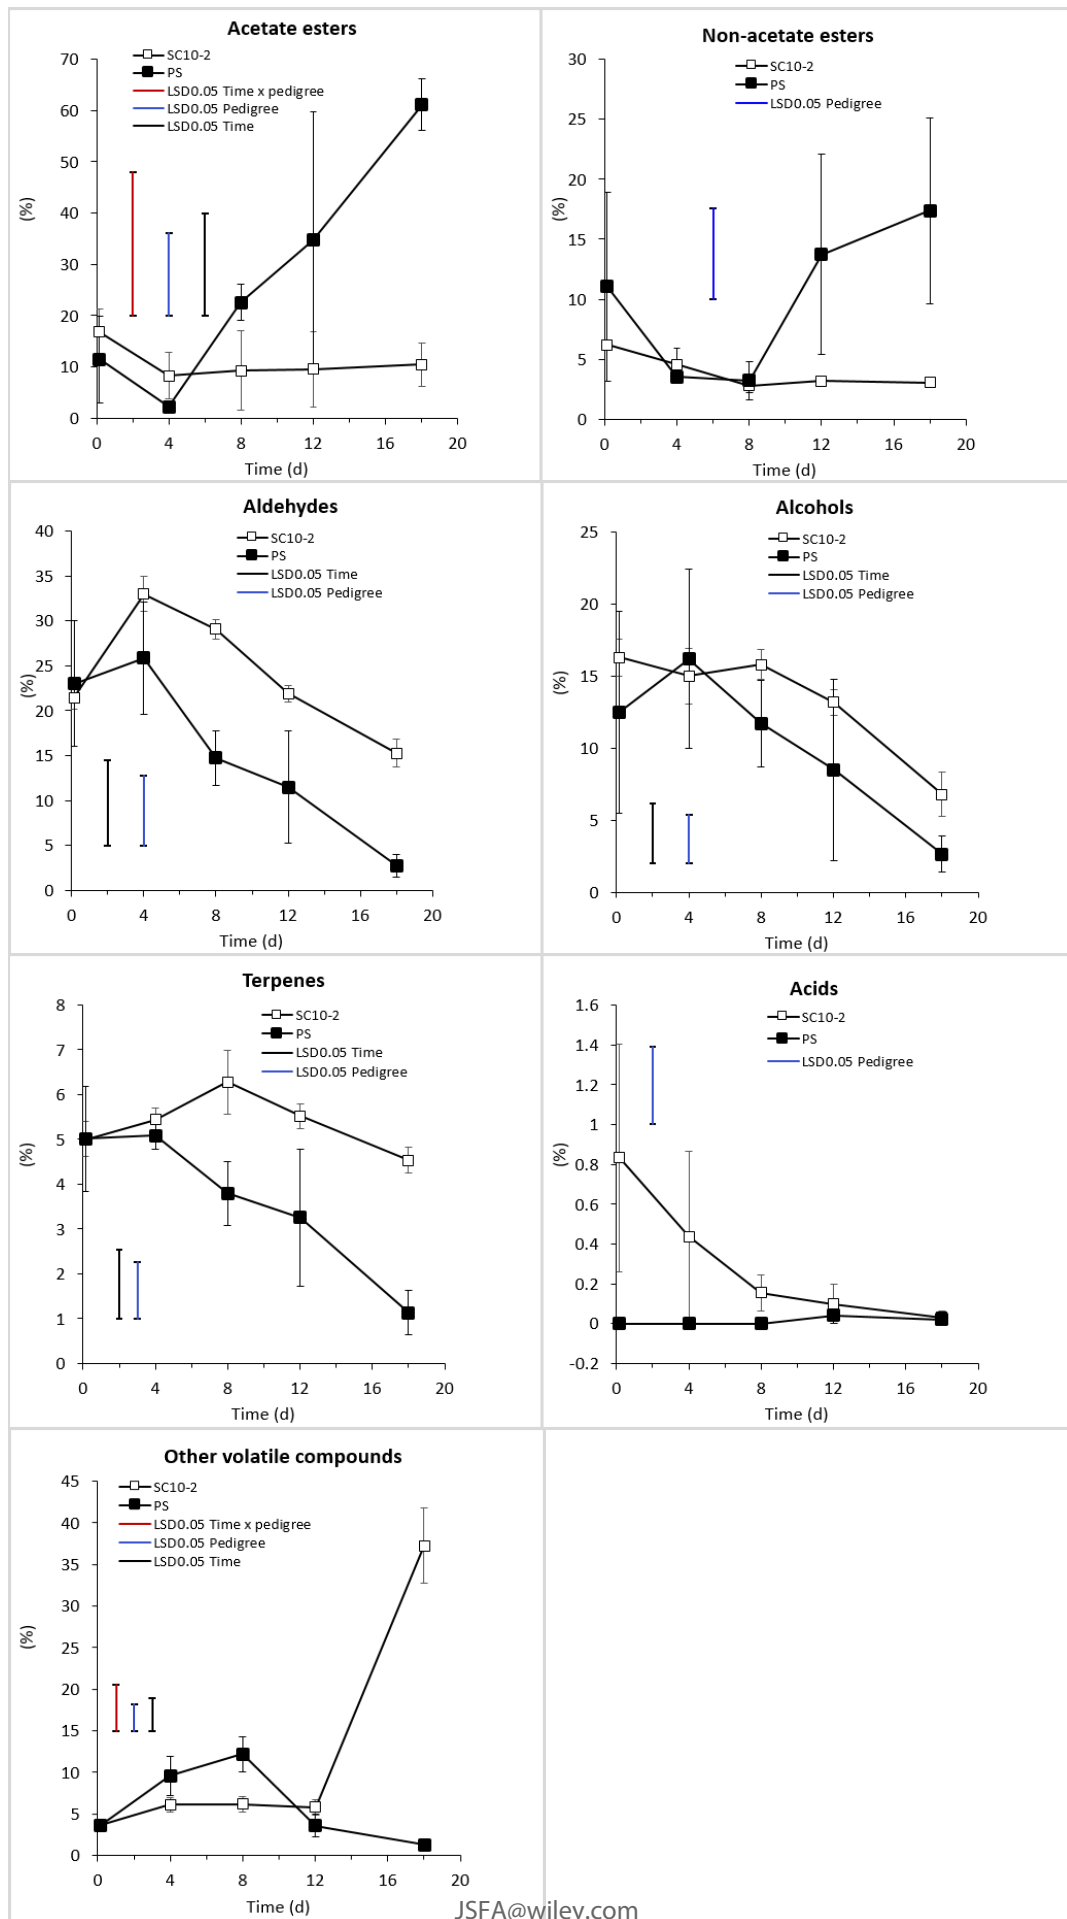 Acetate esters
SC10-2
PS
LSD0.05 Time x pedigree
LSD0.05 Pedigree
LSD0.05 Time
70
60
50
40
30
20
10
0
(%)
0 4 8 12 16 20
Time (d)
Non-acetate esters
SC10-2
PS
LSD0.05 Pedigree
30
25
20
15
10
5
0
(%)
0 4 8 12 16 20
Time (d)
Aldehydes
SC10-2
PS
LSD0.05 Time
LSD0.05 Pedigree
40
35
30
25
20
15
10
5
0
(%)
0 4 8 12 16 20
Time (d)
Alcohols
SC10-2
PS
LSD0.05 Time
LSD0.05 Pedigree
25
20
15
10
5
0
(%)
0 4 8 12 16 20
Time (d)
Terpenes
SC10-2
PS
LSD0.05 Time
LSD0.05 Pedigree
8
7
6
5
4
3
2
1
0
(%)
0 4 8 12 16 20
Time (d)
Acids
SC10-2
PS
LSD0.05 Pedigree
1.6
1.4
1.2
1
0.8
0.6
0.4
0.2
0
-0.2
(%)
0 4 8 12 16 20
Time (d)
Other volatile compounds
SC10-2
PS
LSD0.05 Time x pedigree
LSD0.05 Pedigree
LSD0.05 Time
45
40
35
30
25
20
15
10
5
0
(%)
0 4 8 12 16 20
Time (d)
JSFA@wiley.com